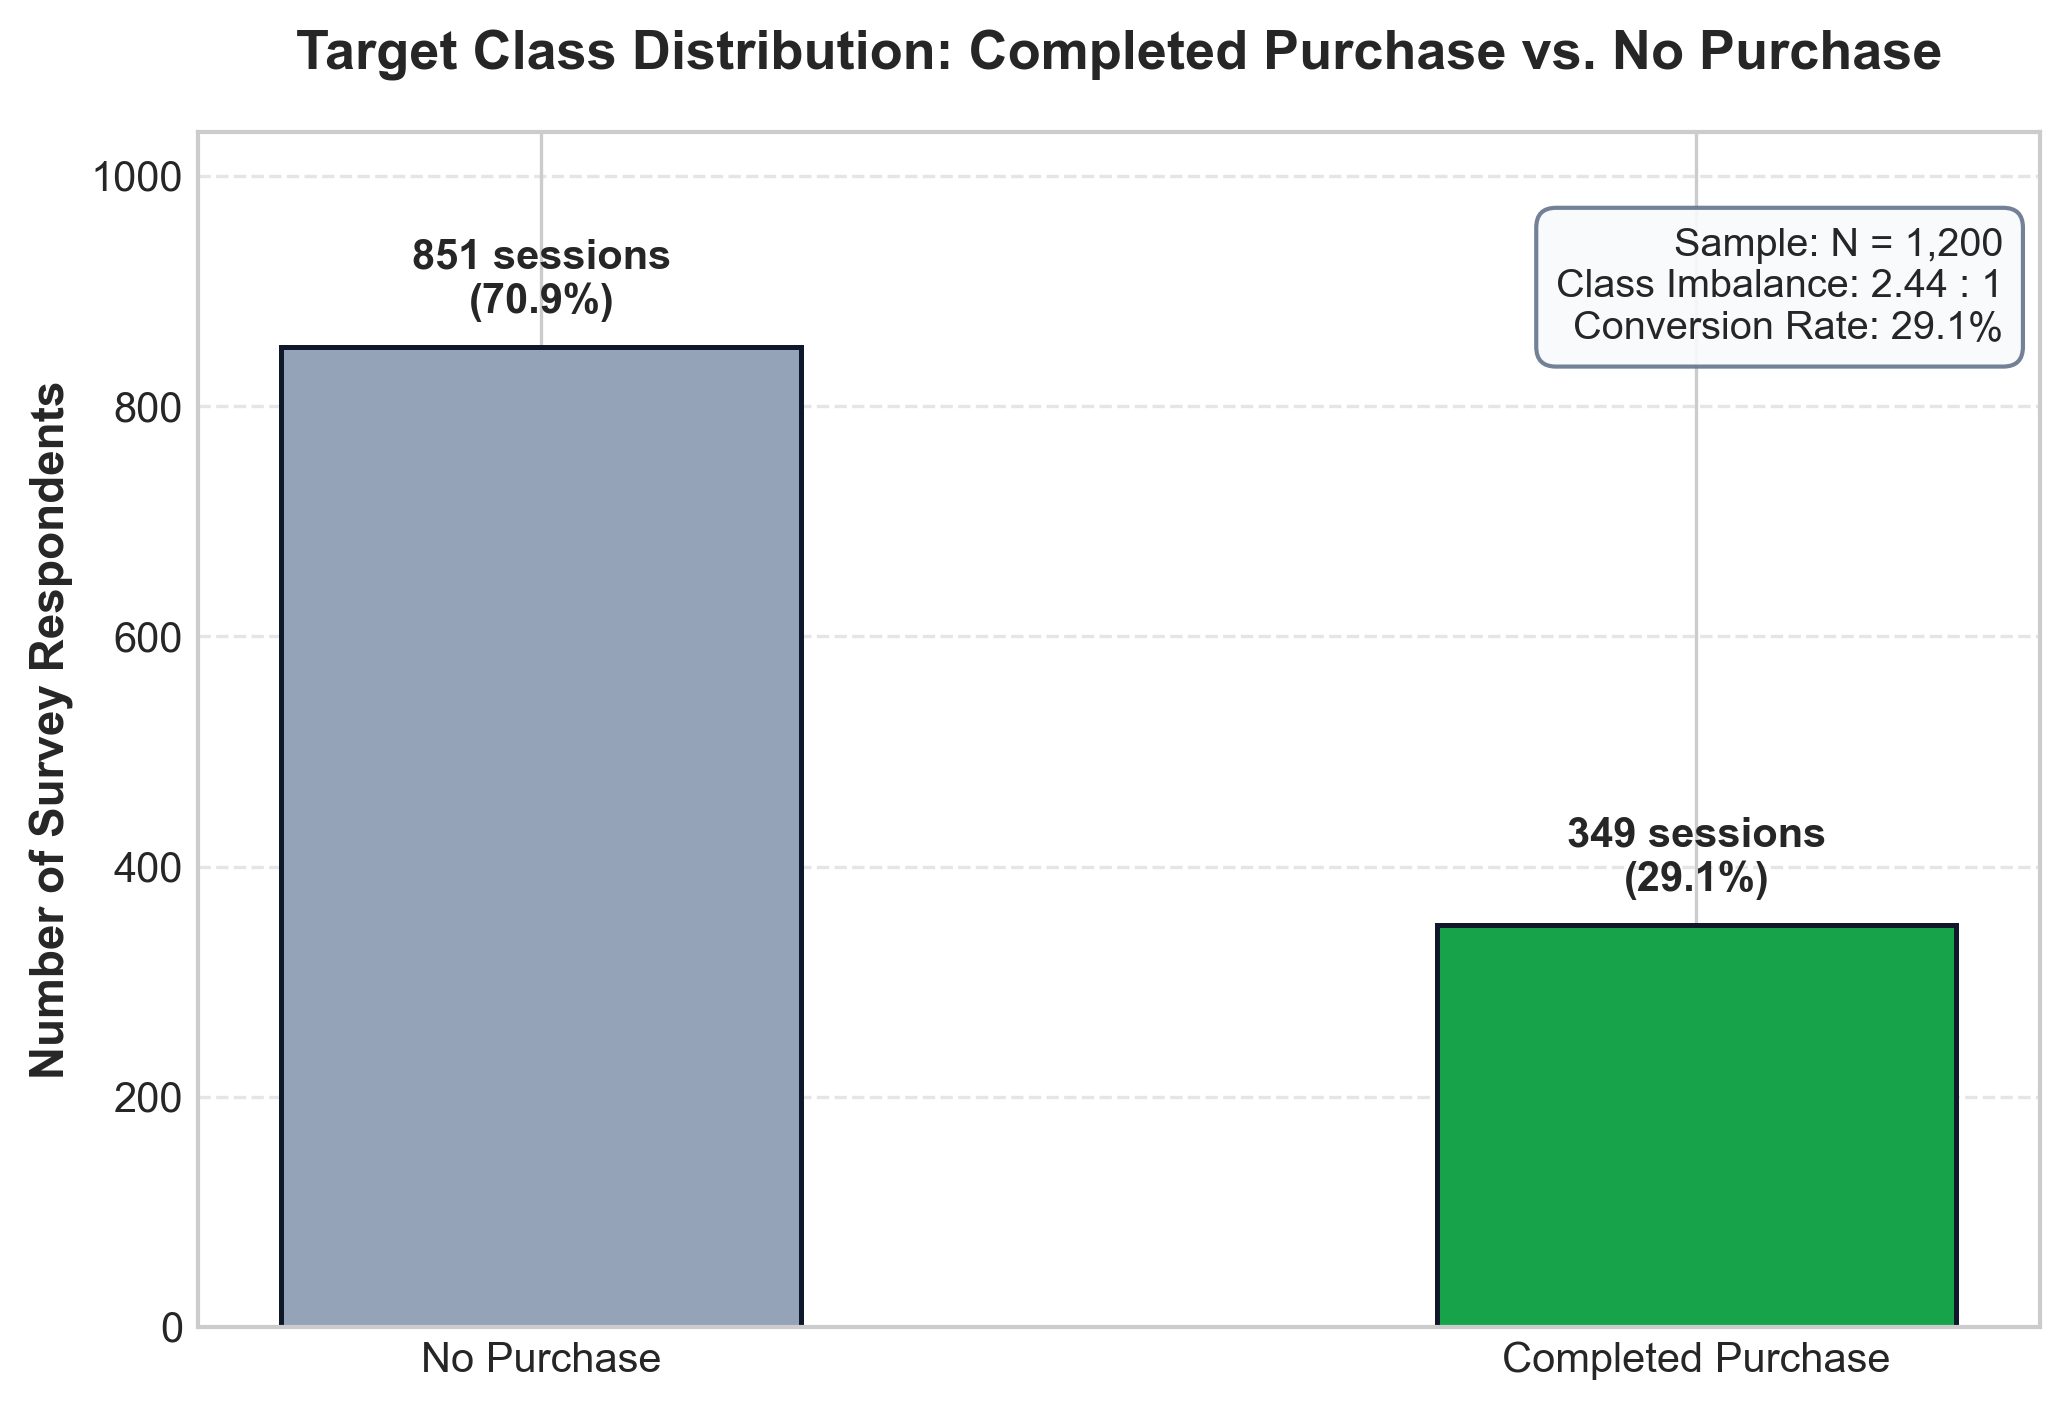 Target Class Distribution: Completed Purchase vs. No Purchase
Number of Survey Respondents
1000
800
600
400
200
0
851 sessions
(70.9%)
349 sessions
(29.1%)
Sample: N = 1,200
Class Imbalance: 2.44 : 1
Conversion Rate: 29.1%
No Purchase
Completed Purchase